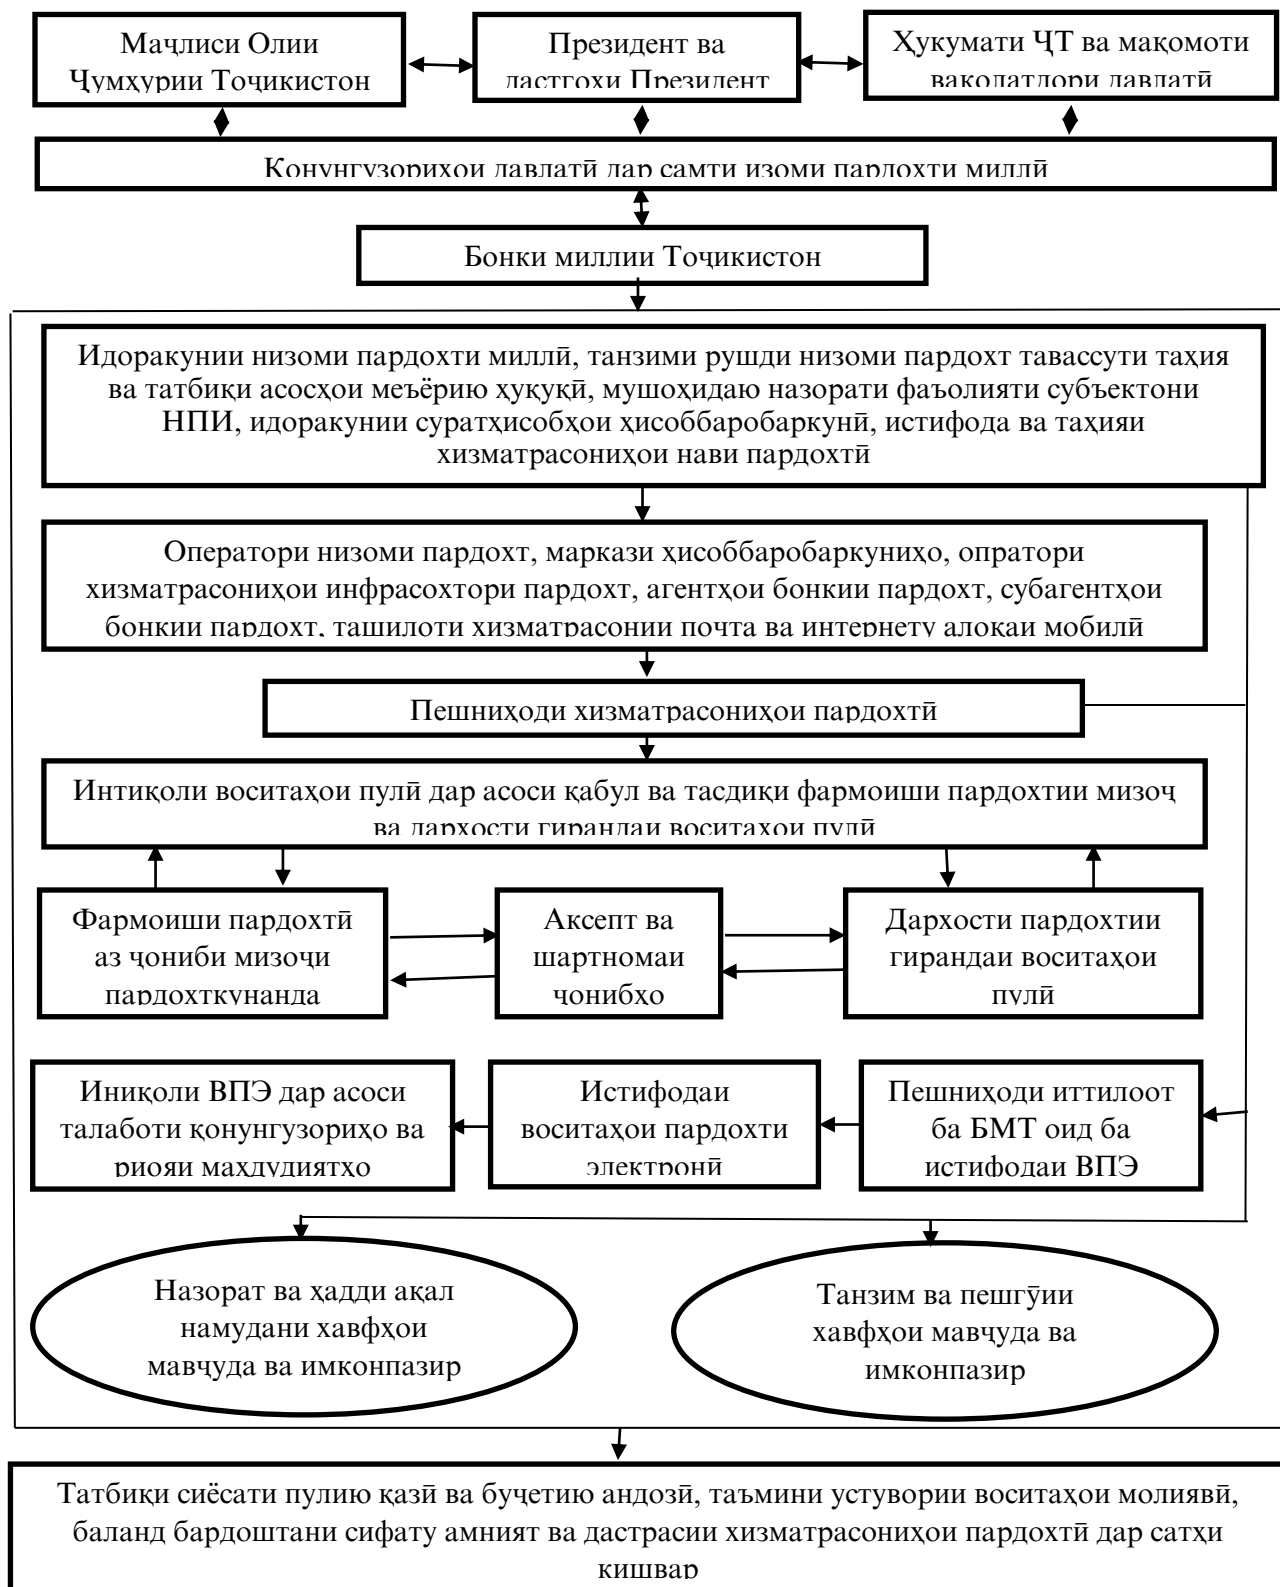 Маҷлиси Олии
Ҷумҳурии Тоҷикистон
Президент ва
дастгоҳи Президент
Ҳукумати ҶТ ва мақомоти
ваколатдори давлатӣ
Қонунгузориҳои давлатӣ дар самти изоми пардохти миллӣ
Бонки миллии Тоҷикистон
Идоракунии низоми пардохти миллӣ, танзими рушди низоми пардохт тавассути таҳия
ва татбиқи асосҳои меъёрию ҳуқуқӣ, мушоҳидаю назорати фаъолияти субъектони
НПИ, идоракунии суратҳисобҳои ҳисоббаробаркунӣ, истифода ва таҳияи
хизматрасониҳои нави пардохтӣ
Оператори низоми пардохт, маркази ҳисоббаробаркуниҳо, опратори
хизматрасониҳои инфрасохтори пардохт, агентҳои бонкии пардохт, субагентҳои
бонкии пардохт, ташилоти хизматрасонии почта ва интернету алоқаи мобилӣ
Пешниҳоди хизматрасониҳои пардохтӣ
Интиқоли воситаҳои пулӣ дар асоси қабул ва тасдиқи фармоиши пардохтии мизоҷ
ва дархости гирандаи воситаҳои пулӣ
Фармоиши пардохтӣ
аз ҷониби мизоҷи
пардохткунанда
Аксепт ва
шартномаи
ҷонибҳо
Дархости пардохтии
гирандаи воситаҳои
пулӣ
Иниқоли ВПЭ дар асоси
талаботи қонунгузориҳо ва
риояи маҳдудиятҳо
Истифодаи
воситаҳои пардохти
электронӣ
Пешниҳоди иттилоот
ба БМТ оид ба
истифодаи ВПЭ
Назорат ва ҳадди ақал
намудани хавфҳои
мавҷуда ва имконпазир
Танзим ва пешгӯии
хавфҳои мавҷуда ва
имконпазир
Татбиқи сиёсати пулию қазӣ ва буҷетию андозӣ, таъмини устувории воситаҳои молиявӣ,
баланд бардоштани сифату амният ва дастрасии хизматрасониҳои пардохтӣ дар сатҳи
кишвар